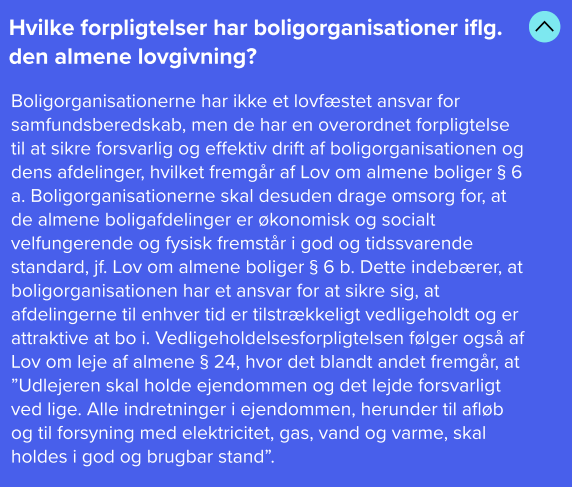 Hvilke forpligtelser har boligorganisationer iflg.
den almene lovgivning?
Boligorganisationerne har ikke et lovfæstet ansvar for
samfundsberedskab, men de har en overordnet forpligtelse
til at sikre forsvarlig og effektiv drift af boligorganisationen og
dens afdelinger, hvilket fremgår af Lov om almene boliger § 6
a. Boligorganisationerne skal desuden drage omsorg for, at
de almene boligafdelinger er økonomisk og socialt
velfungerende og fysisk fremstår i god og tidssvarende
standard, jf. Lov om almene boliger § 6 b. Dette indebærer, at
boligorganisationen har et ansvar for at sikre sig, at
afdelingerne til enhver tid er tilstrækkeligt vedligeholdt og er
attraktive at bo i. Vedligeholdelsesforpligtelsen følger også af
Lov om leje af almene § 24, hvor det blandt andet fremgår, at
”Udlejeren skal holde ejendommen og det lejde forsvarligt
ved lige. Alle indretninger i ejendommen, herunder til afløb
og til forsyning med elektricitet, gas, vand og varme, skal
holdes i god og brugbar stand”.